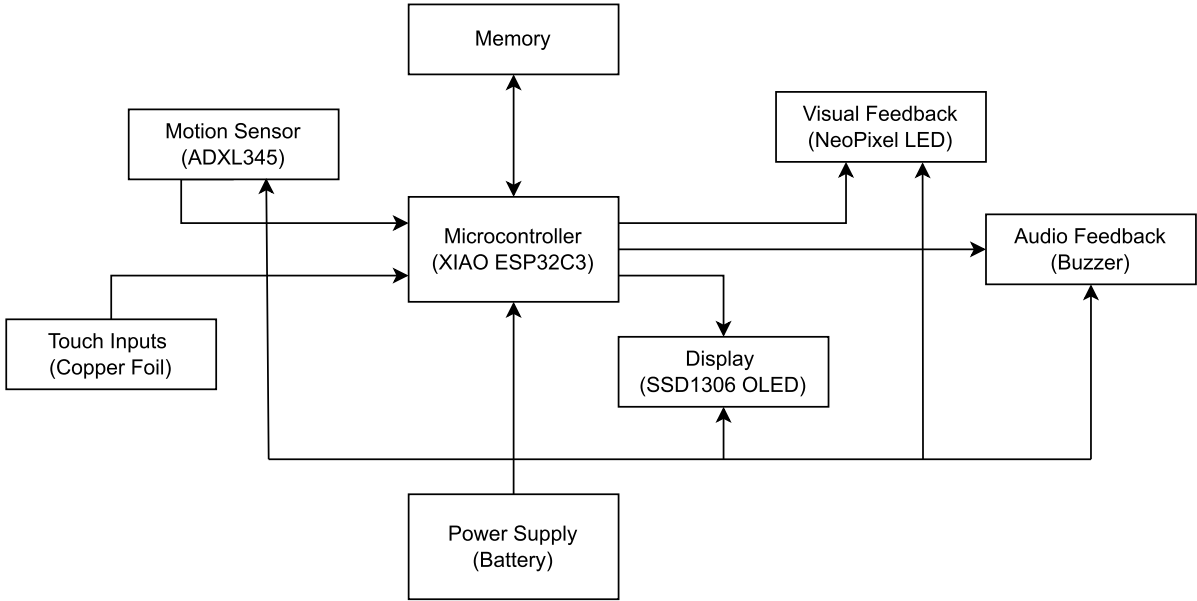 Memory
Motion Sensor
(ADXL345)
Visual Feedback
(NeoPixel LED)
Microcontroller
(XIAO ESP32C3)
Audio Feedback
(Buzzer)
Touch Inputs
(Copper Foil)
Display
(SSD1306 OLED)
Power Supply
(Battery)